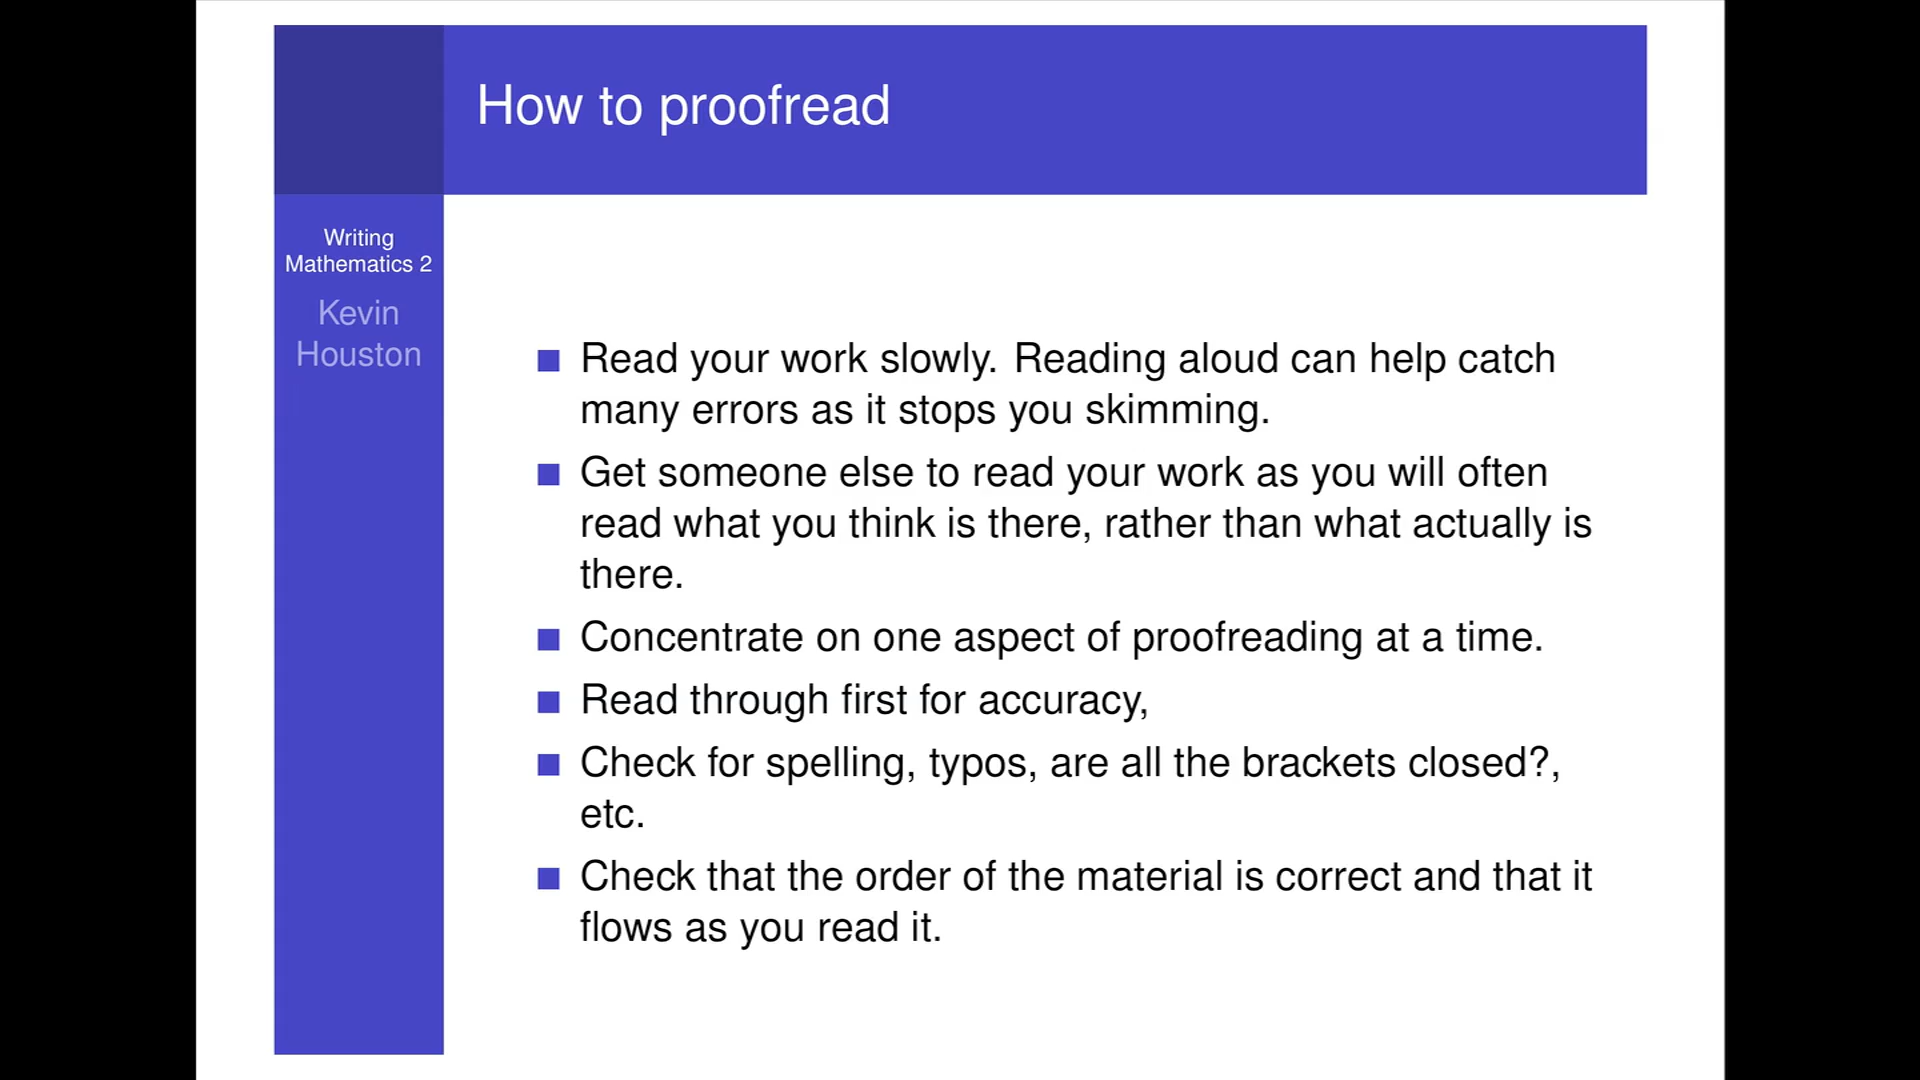 How to proofread
Writing
Mathematics 2
Kevin
Houston
Read your work slowly. Reading aloud can help catch
many errors as it stops you skimming.
Get someone else to read your work as you will often
read what you think is there, rather than what actually is
there.
Concentrate on one aspect of proofreading at a time.
Read through first for accuracy,
Check for spelling, typos, are all the brackets closed?,
etc.
Check that the order of the material is correct and that it
flows as you read it.